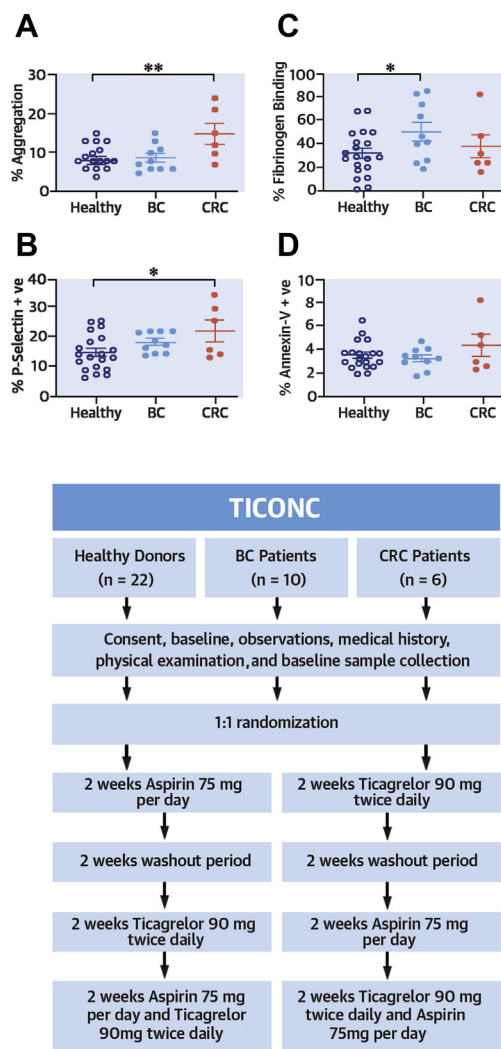 A
**
30
20
10
0
% Aggregation
Healthy BC CRC
C
*
100
80
60
40
20
0
% Fibrinogen Binding
Healthy BC CRC
B
*
40
30
20
10
0
% P-Selectin + ve
Healthy BC CRC
D
10
8
6
4
2
0
% Annexin-V + ve
Healthy BC CRC
TICONC
Healthy Donors
(n = 22)
BC Patients
(n = 10)
CRC Patients
(n = 6)
Consent, baseline, observations, medical history,
physical examination, and baseline sample collection
1:1 randomization
2 weeks Aspirin 75 mg
per day
2 weeks Ticagrelor 90 mg
twice daily
2 weeks washout period
2 weeks washout period
2 weeks Ticagrelor 90 mg
twice daily
2 weeks Aspirin 75 mg
per day
2 weeks Aspirin 75 mg
per day and Ticagrelor
90mg twice daily
2 weeks Ticagrelor 90 mg
twice daily and Aspirin
75mg per day